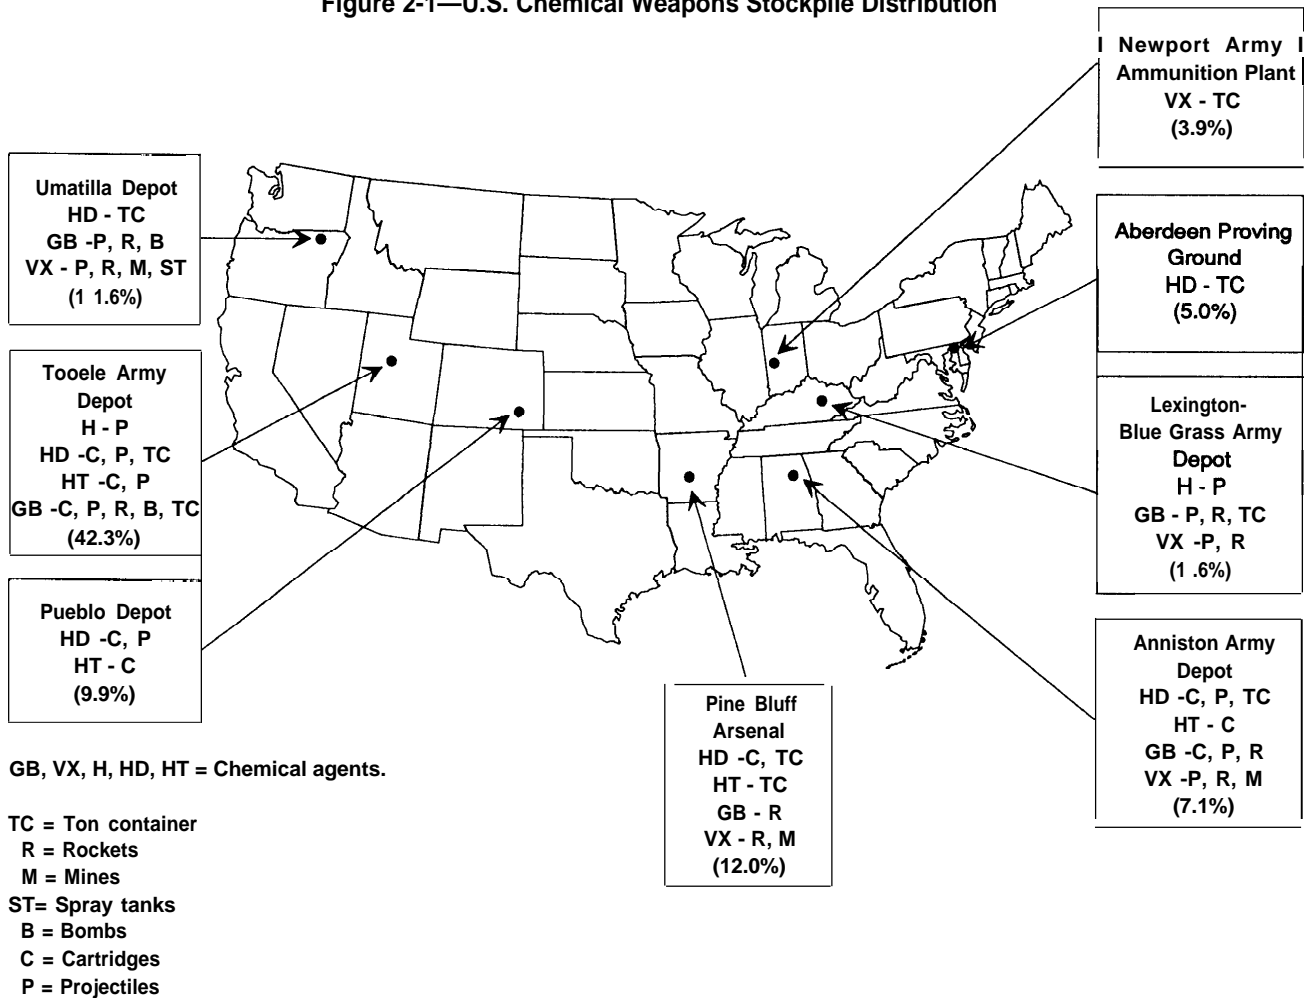 Figure 2-1—U.S. Chemical Weapons Stockpile Distribution
Newport Army
Ammunition Plant
VX - TC
(3.9%)
Umatilla Depot
HD - TC
GB -P, R, B
VX - P, R, M, ST
(1 1.6%)
Aberdeen Proving
Ground
HD - TC
(5.0%)
Tooele Army
Depot
H - P
HD -C, P, TC
HT -C, P
GB -C, P, R, B, TC
(42.3%)
Lexington-
Blue Grass Army
Depot
H - P
GB - P, R, TC
VX -P, R
(1 .6%)
Pueblo Depot
HD -C, P
HT - C
(9.9%)
Anniston Army
Depot
HD -C, P, TC
HT - C
GB -C, P, R
VX -P, R, M
(7.1%)
Pine Bluff
Arsenal
HD -C, TC
HT - TC
GB - R
VX - R, M
(12.0%)
GB, VX, H, HD, HT = Chemical agents.
TC = Ton container
R = Rockets
M = Mines
ST= Spray tanks
B = Bombs
C = Cartridges
P = Projectiles